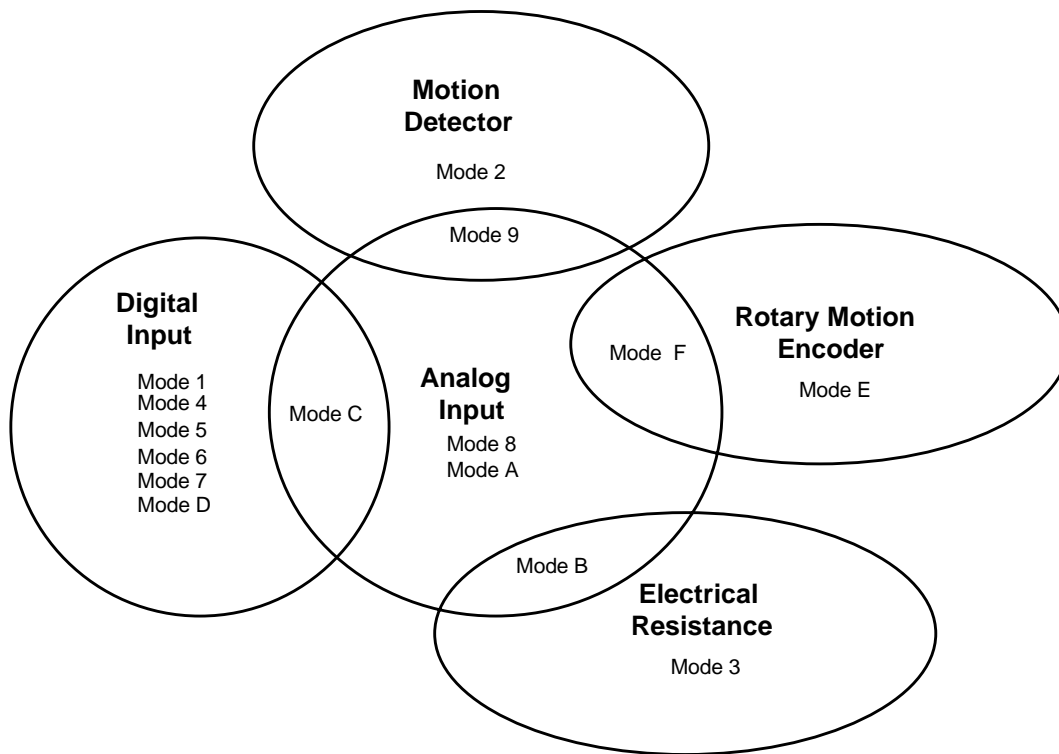 Motion
Detector
Mode 2
Mode 9
Digital
Input
Mode 1
Mode 4
Mode 5
Mode 6
Mode 7
Mode D
Mode C
Analog
Input
Mode 8
Mode A
Mode F
Rotary Motion
Encoder
Mode E
Mode B
Electrical
Resistance
Mode 3